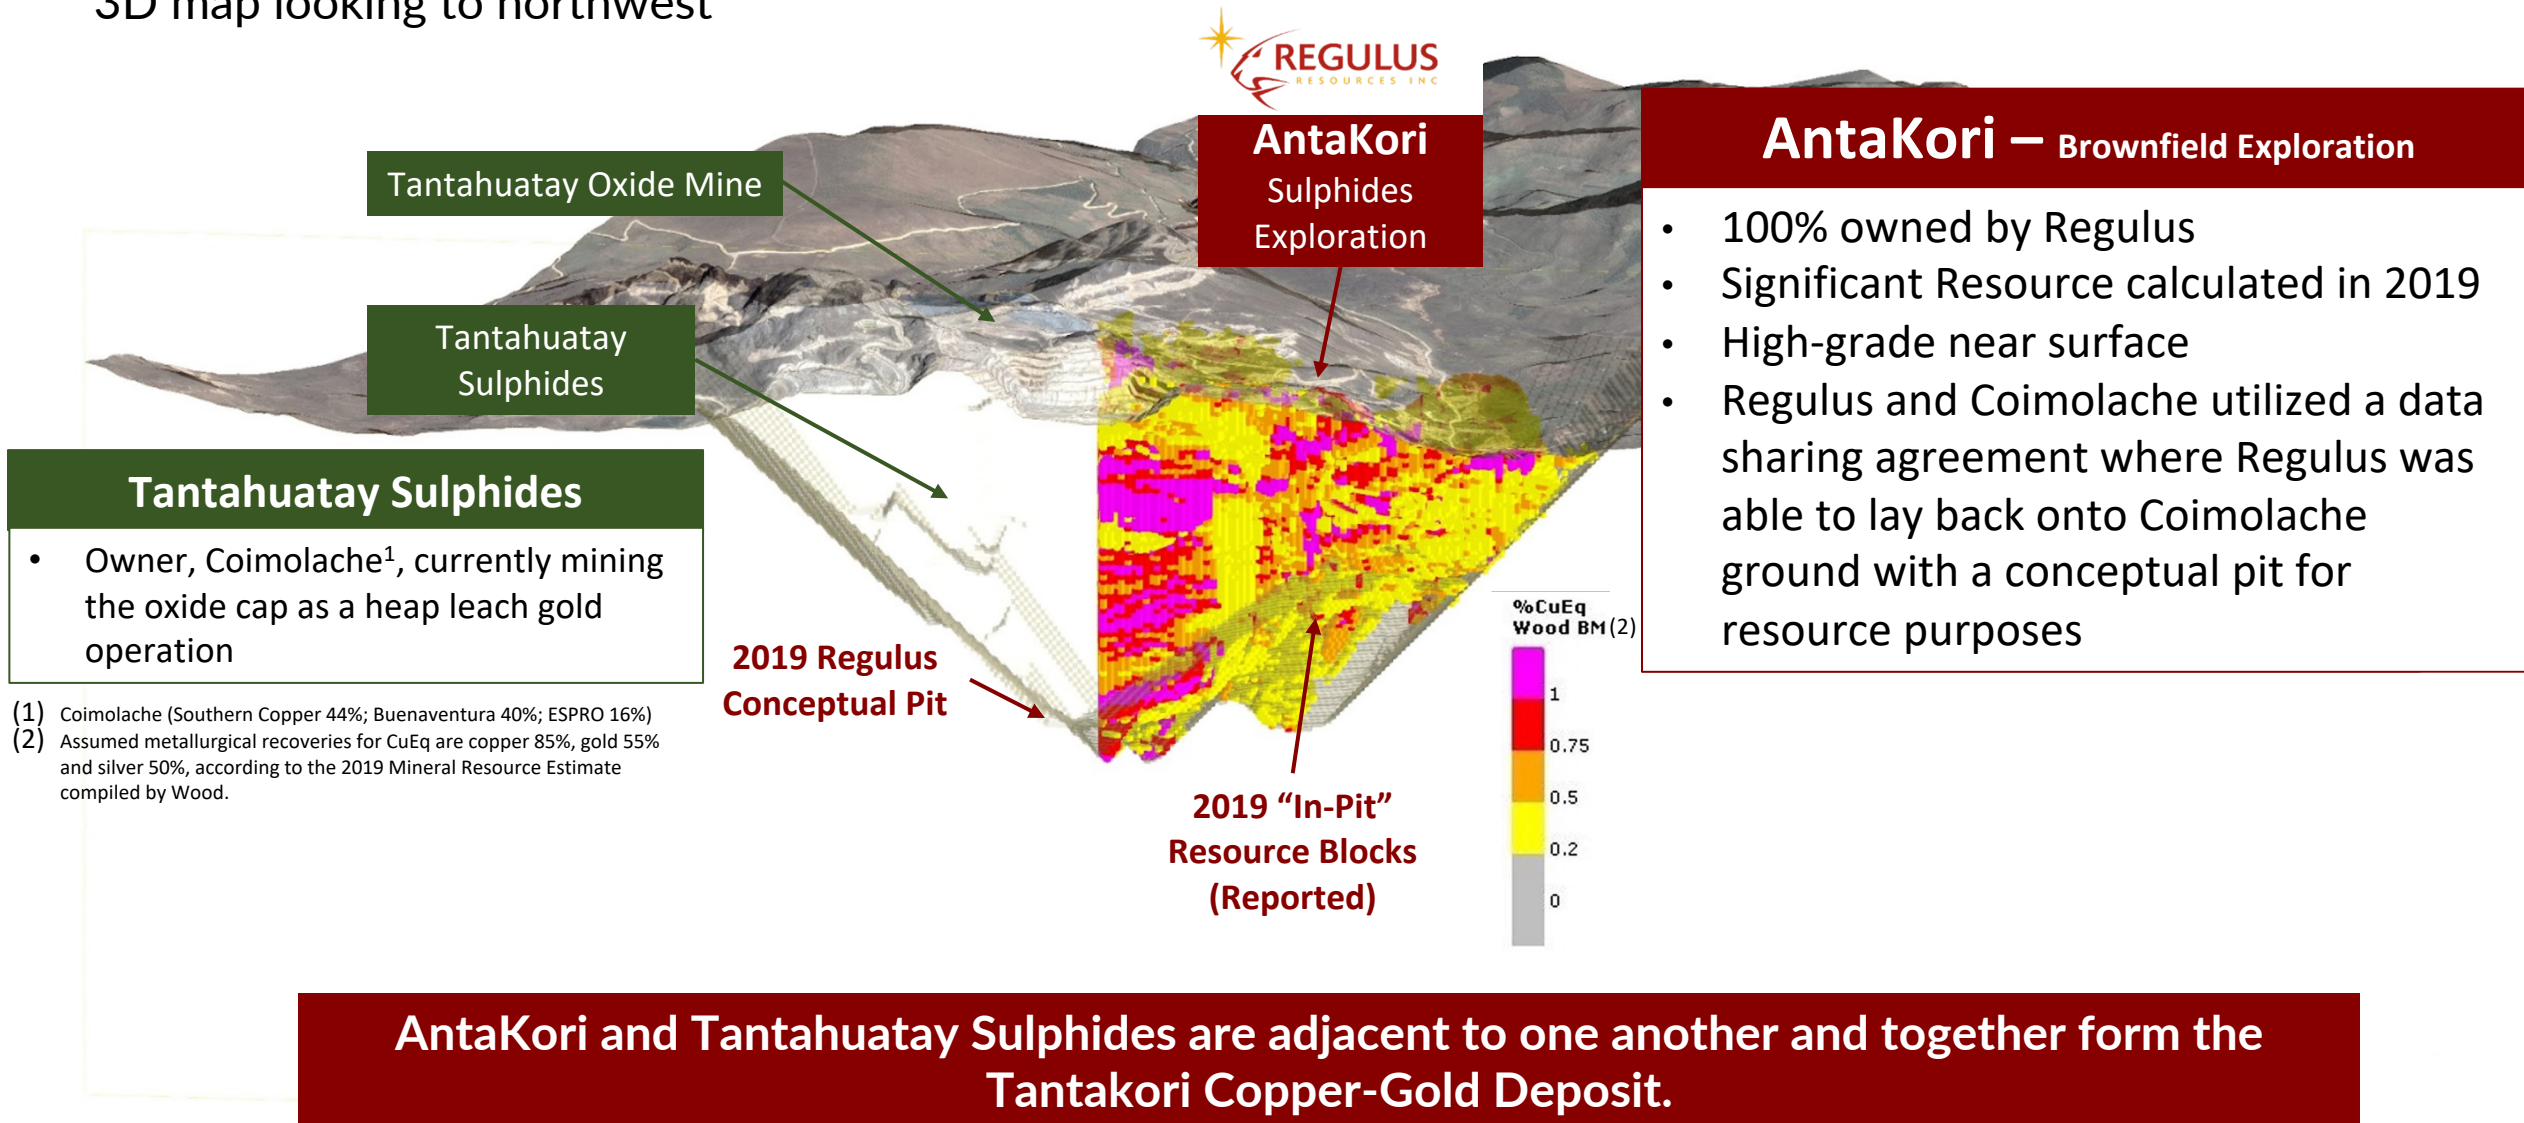 3D map looking to northwest
REGULUS
RESOURCES INC
AntaKori
Sulphides
Exploration
Tantahuatay Oxide Mine
Tantahuatay
Sulphides
Tantahuatay Sulphides
• Owner, Coimolache¹, currently mining
the oxide cap as a heap leach gold
operation
(1) Coimolache (Southern Copper 44%; Buenaventura 40%; ESPRO 16%)
(2) Assumed metallurgical recoveries for CuEq are copper 85%, gold 55%
and silver 50%, according to the 2019 Mineral Resource Estimate
compiled by Wood.
2019 Regulus
Conceptual Pit
2019 “In-Pit”
Resource Blocks
(Reported)
%CuEq
Wood BM (2)
1
0.75
0.5
0.2
0
AntaKori – Brownfield Exploration
• 100% owned by Regulus
• Significant Resource calculated in 2019
• High-grade near surface
• Regulus and Coimolache utilized a data
sharing agreement where Regulus was
able to lay back onto Coimolache
ground with a conceptual pit for
resource purposes
AntaKori and Tantahuatay Sulphides are adjacent to one another and together form the
Tantakori Copper-Gold Deposit.